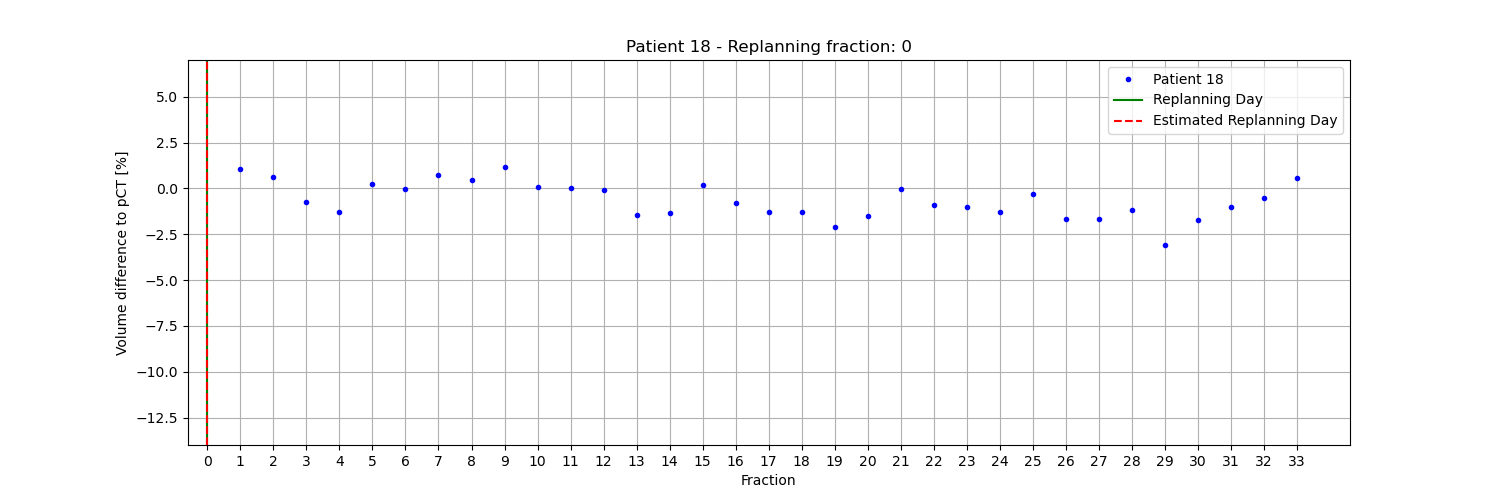 Patient 18 - Replanning fraction: 0
Patient 18
Replanning Day
Estimated Replanning Day
Volume difference to pCT [%]
5.0
2.5
0.0
−2.5
−5.0
−7.5
−10.0
−12.5
0 1 2 3 4 5 6 7 8 9 10 11 12 13 14 15 16 17 18 19 20 21 22 23 24 25 26 27 28 29 30 31 32 33
Fraction